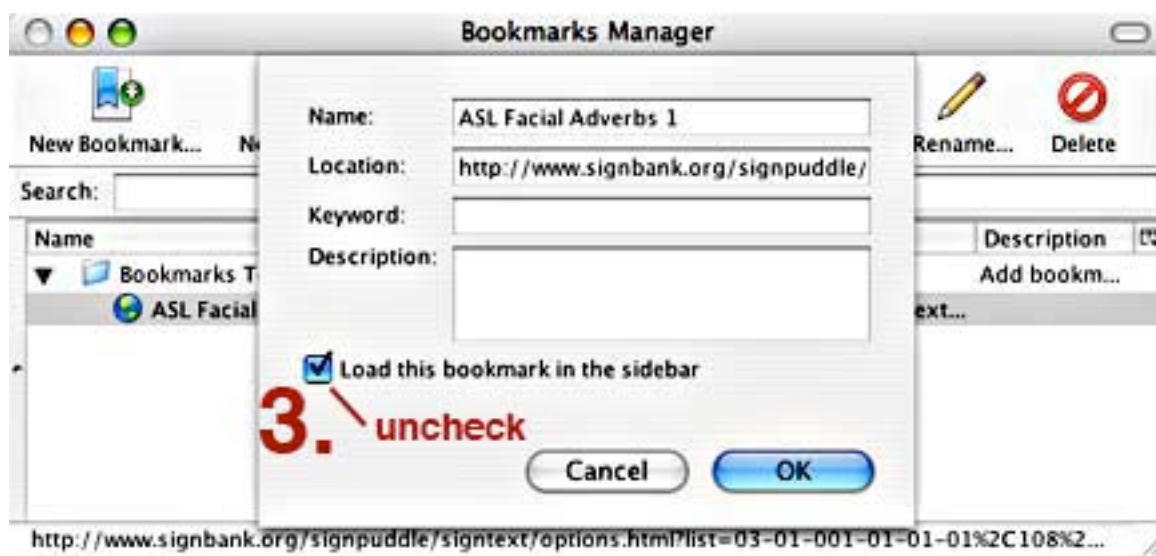 Bookmarks Manager
New Bookmark...
Rename...
Delete
Search:
Name: ASL Facial Adverbs 1
Location: http://www.signbank.org/signpuddle/
Keyword:
Description:
Load this bookmark in the sidebar
3. uncheck
Cancel OK
Name Description
Bookmarks T Add bookm...
ASL Facial ext...
http://www.signbank.org/signpuddle/signtext/options.html?list=03-01-001-01-01-01%2C108%2...